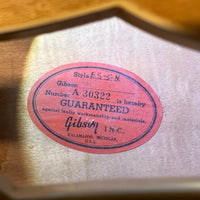 Style ES-5-N
Gibson
Number A 30322 is hereby
GUARANTEED
against faulty workmanship and materials.
Gibson INC.
KALAMAZOO, MICHIGAN,
U.S.A.